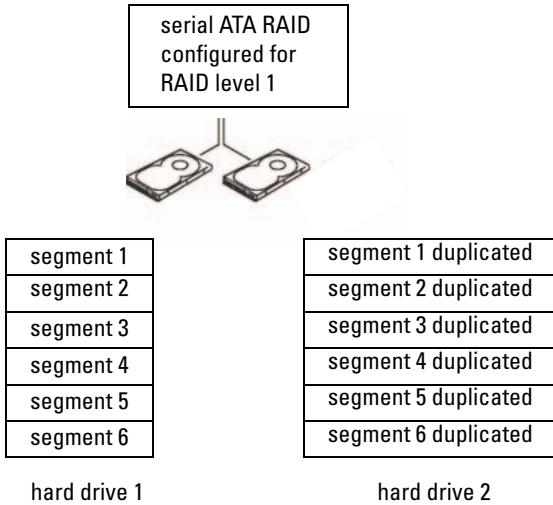 serial ATA RAID
configured for
RAID level 1
segment 1
segment 2
segment 3
segment 4
segment 5
segment 6
hard drive 1
segment 1 duplicated
segment 2 duplicated
segment 3 duplicated
segment 4 duplicated
segment 5 duplicated
segment 6 duplicated
hard drive 2